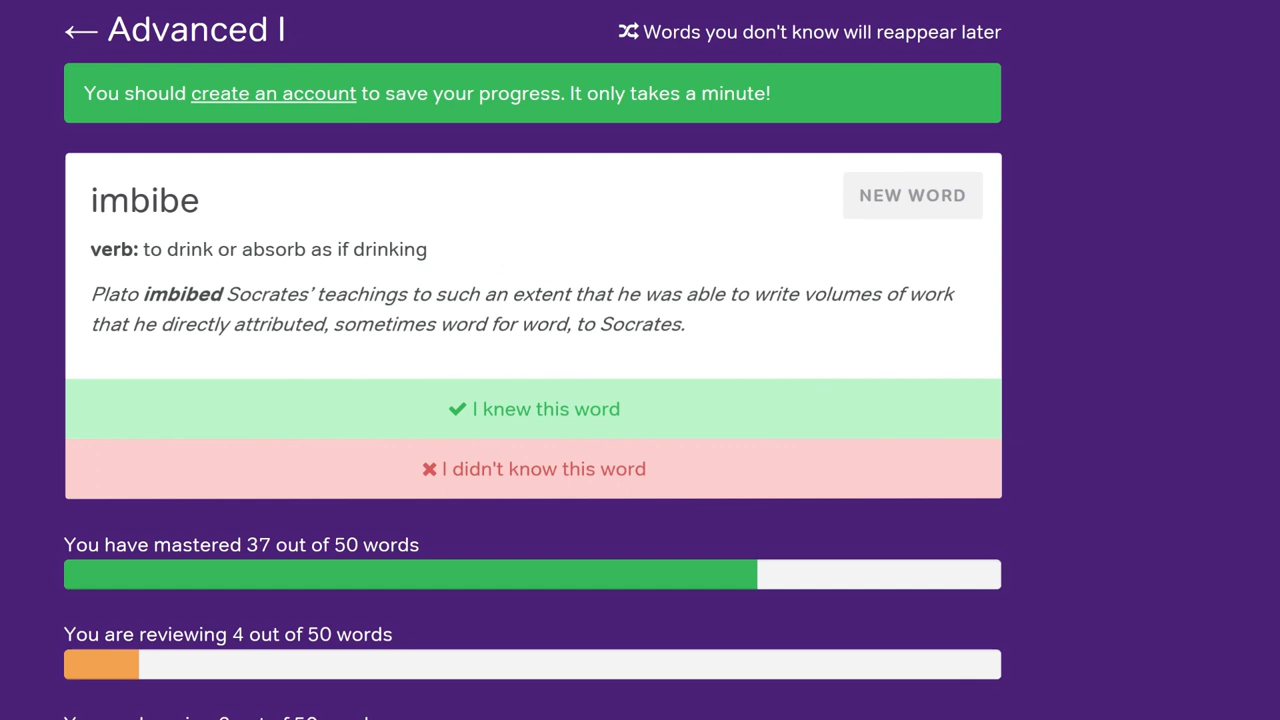 ← Advanced I
Words you don't know will reappear later
You should create an account to save your progress. It only takes a minute!
imbibe
NEW WORD
verb: to drink or absorb as if drinking
Plato imbibed Socrates’ teachings to such an extent that he was able to write volumes of work
that he directly attributed, sometimes word for word, to Socrates.
✔ I knew this word
✖ I didn't know this word
You have mastered 37 out of 50 words
You are reviewing 4 out of 50 words